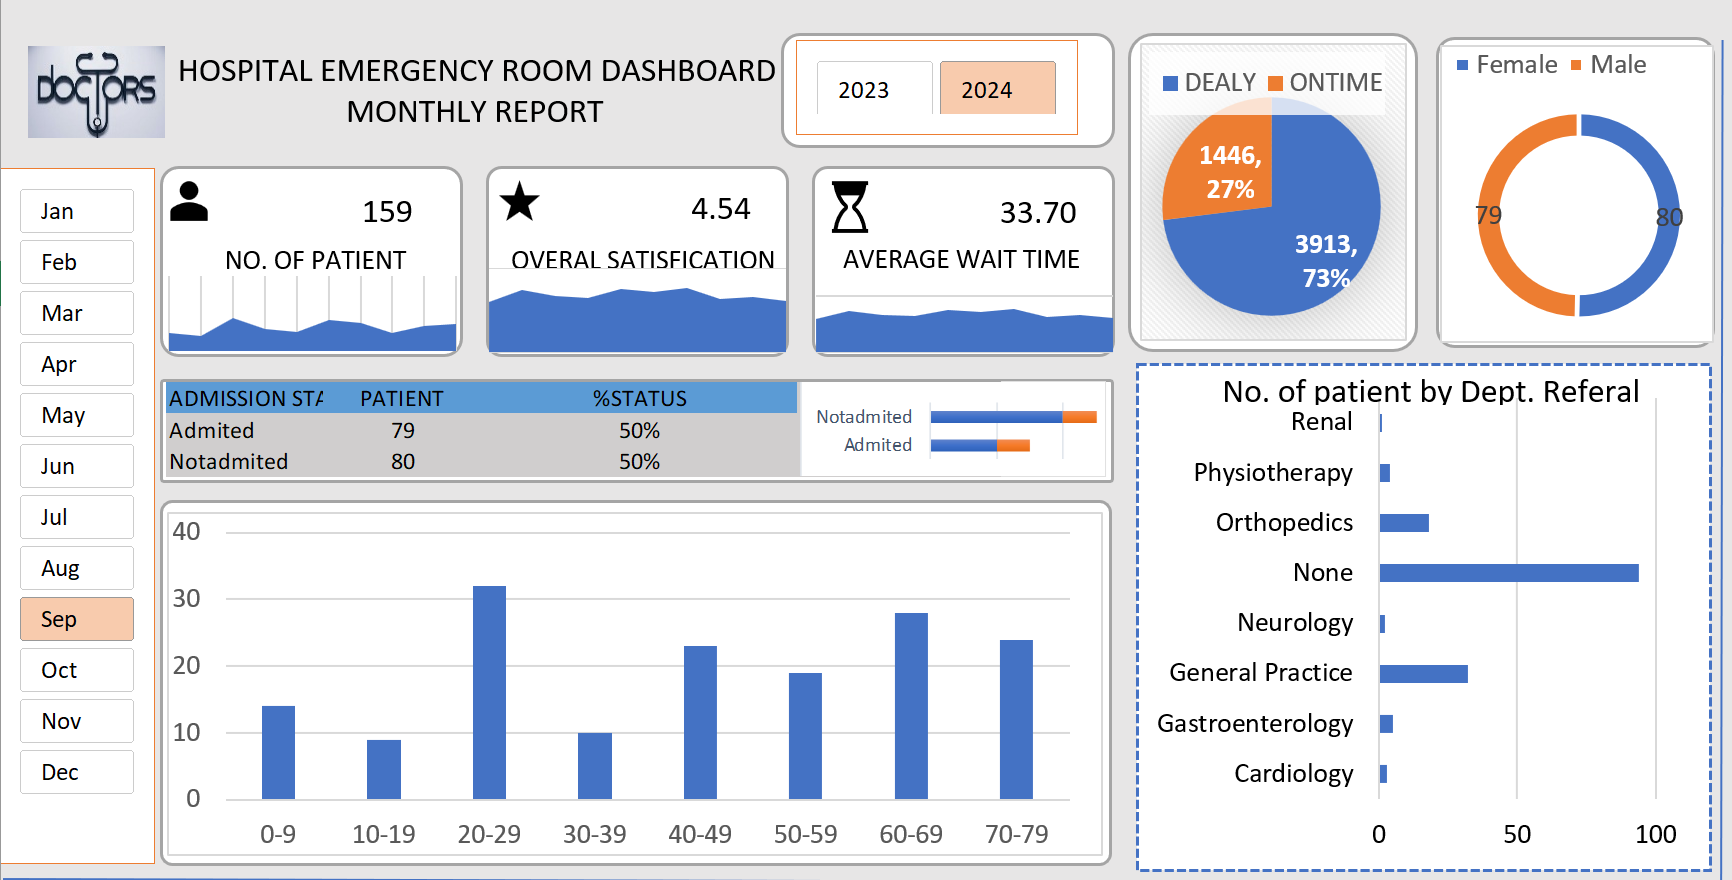 DOCTORS
HOSPITAL EMERGENCY ROOM DASHBOARD
MONTHLY REPORT
2023
2024
Jan
Feb
Mar
Apr
May
Jun
Jul
Aug
Sep
Oct
Nov
Dec
159
NO. OF PATIENT
4.54
OVERAL SATISFICATION
33.70
AVERAGE WAIT TIME
DEALY ONTIME
1446,
27%
3913,
73%
Female Male
79
80
ADMISSION STA PATIENT %STATUS
Admited 79 50%
Notadmited 80 50%
Notadmited
Admited
40
30
20
10
0
0-9 10-19 20-29 30-39 40-49 50-59 60-69 70-79
No. of patient by Dept. Referal
Renal
Physiotherapy
Orthopedics
None
Neurology
General Practice
Gastroenterology
Cardiology
0 50 100